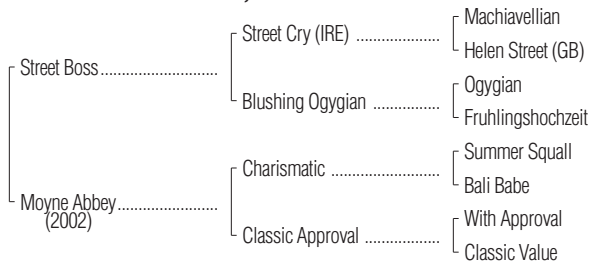 Machiavellian
Street Cry (IRE) ..................
Helen Street (GB)
Street Boss.........................
Ogygian
Blushing Ogygian ..............
Fruhlingshochzeit
Summer Squall
Charismatic .......................
Bali Babe
Moyne Abbey.....................
(2002)
With Approval
Classic Approval ................
Classic Value